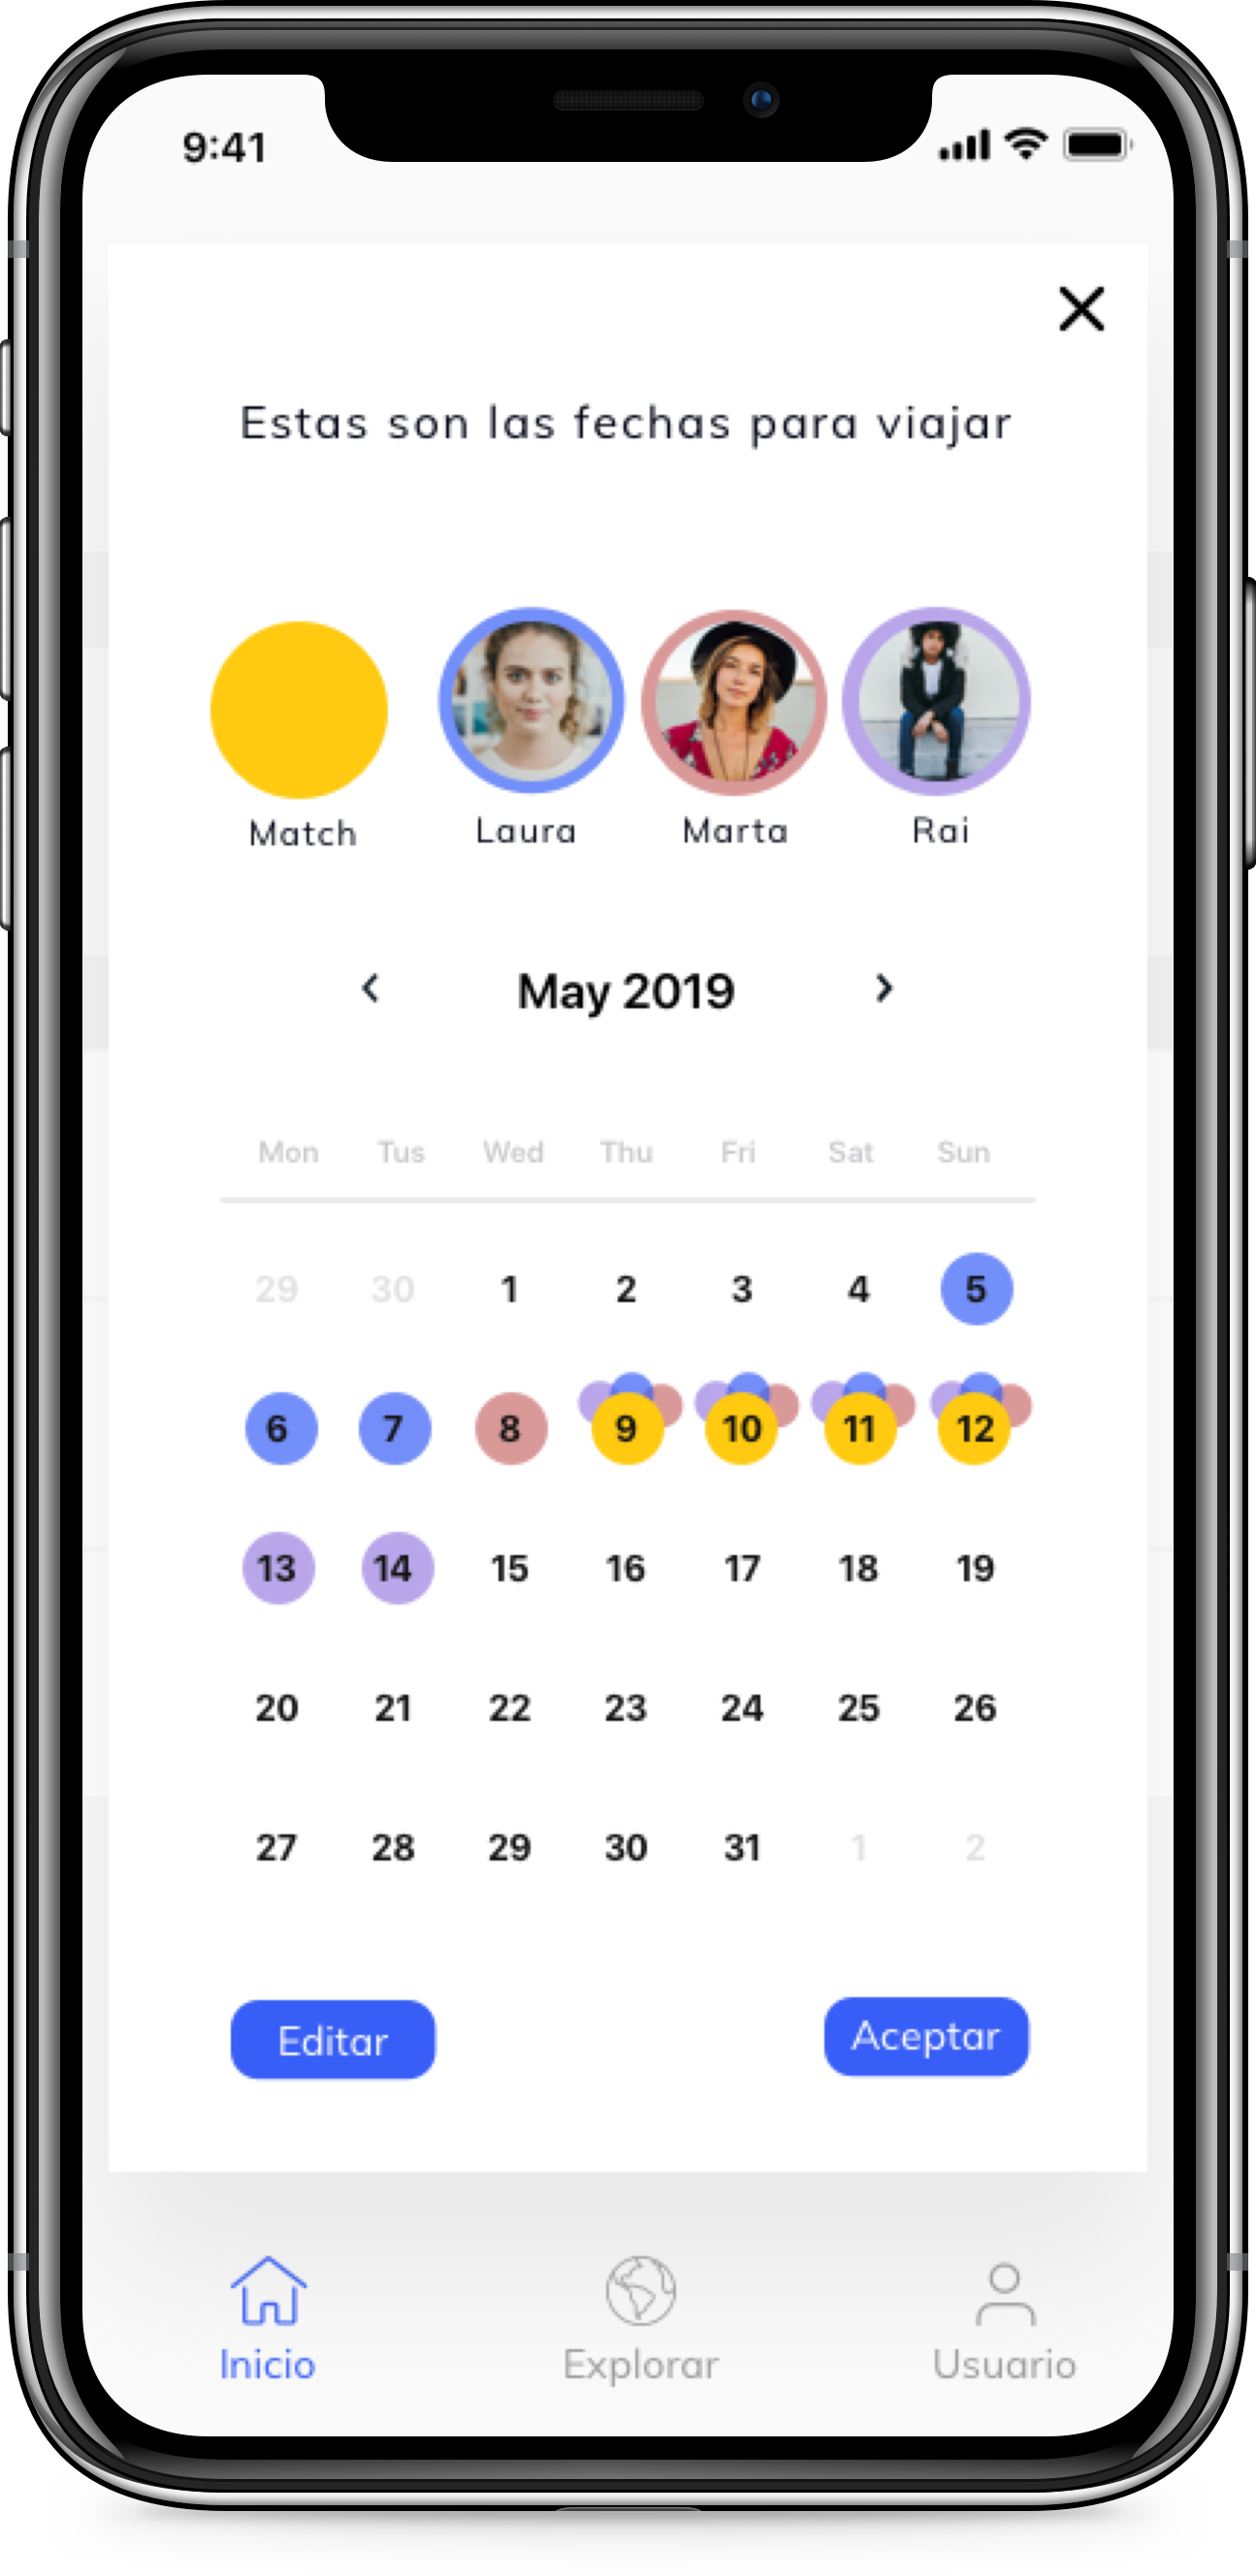 9:41
Estas son las fechas para viajar
Match Laura Marta Rai
May 2019
Mon Tus Wed Thu Fri Sat Sun
29 30 1 2 3 4 5
6 7 8 9 10 11 12
13 14 15 16 17 18 19
20 21 22 23 24 25 26
27 28 29 30 31 1 2
Editar Aceptar
Inicio Explorar Usuario